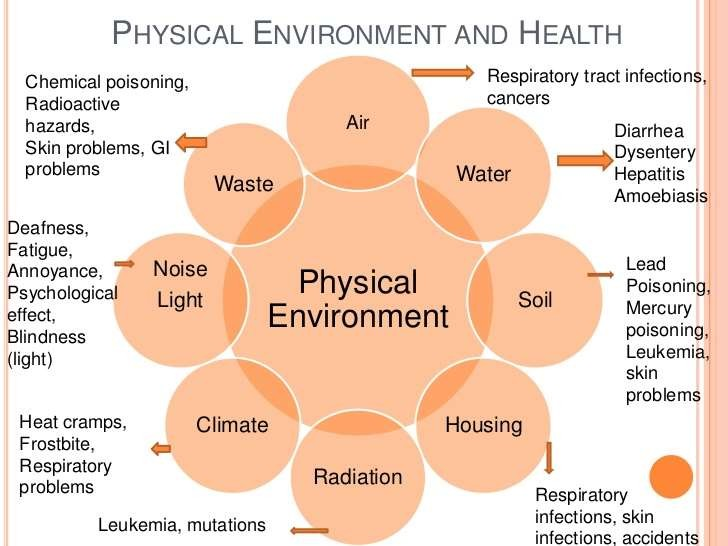 PHYSICAL ENVIRONMENT AND HEALTH
Chemical poisoning,
Radioactive
hazards,
Skin problems, GI
problems
Respiratory tract infections,
cancers
Air
Diarrhea
Dysentery
Hepatitis
Amoebiasis
Water
Waste
Deafness,
Fatigue,
Annoyance,
Psychological
effect,
Blindness
(light)
Noise
Light
Physical
Environment
Soil
Lead
Poisoning,
Mercury
poisoning,
Leukemia,
skin
problems
Heat cramps,
Frostbite,
Respiratory
problems
Climate
Housing
Radiation
Respiratory
infections, skin
infections, accidents
Leukemia, mutations